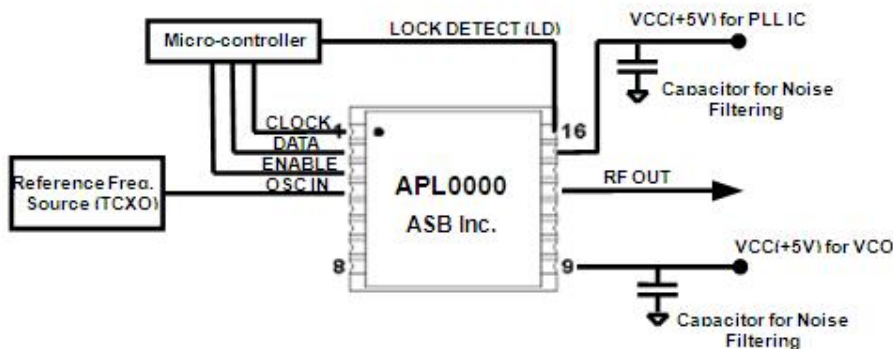 VCC(+5V) for PLL IC
Micro-controller
LOCK DETECT (LD)
Capacitor for Noise
Filtering
CLOCK
1
16
DATA
ENABLE
OSC IN
Reference Freq.
Source (TCXO)
APL0000
ASB Inc.
RF OUT
VCC(+5V) for VCO
8
9
Capacitor for Noise
Filtering